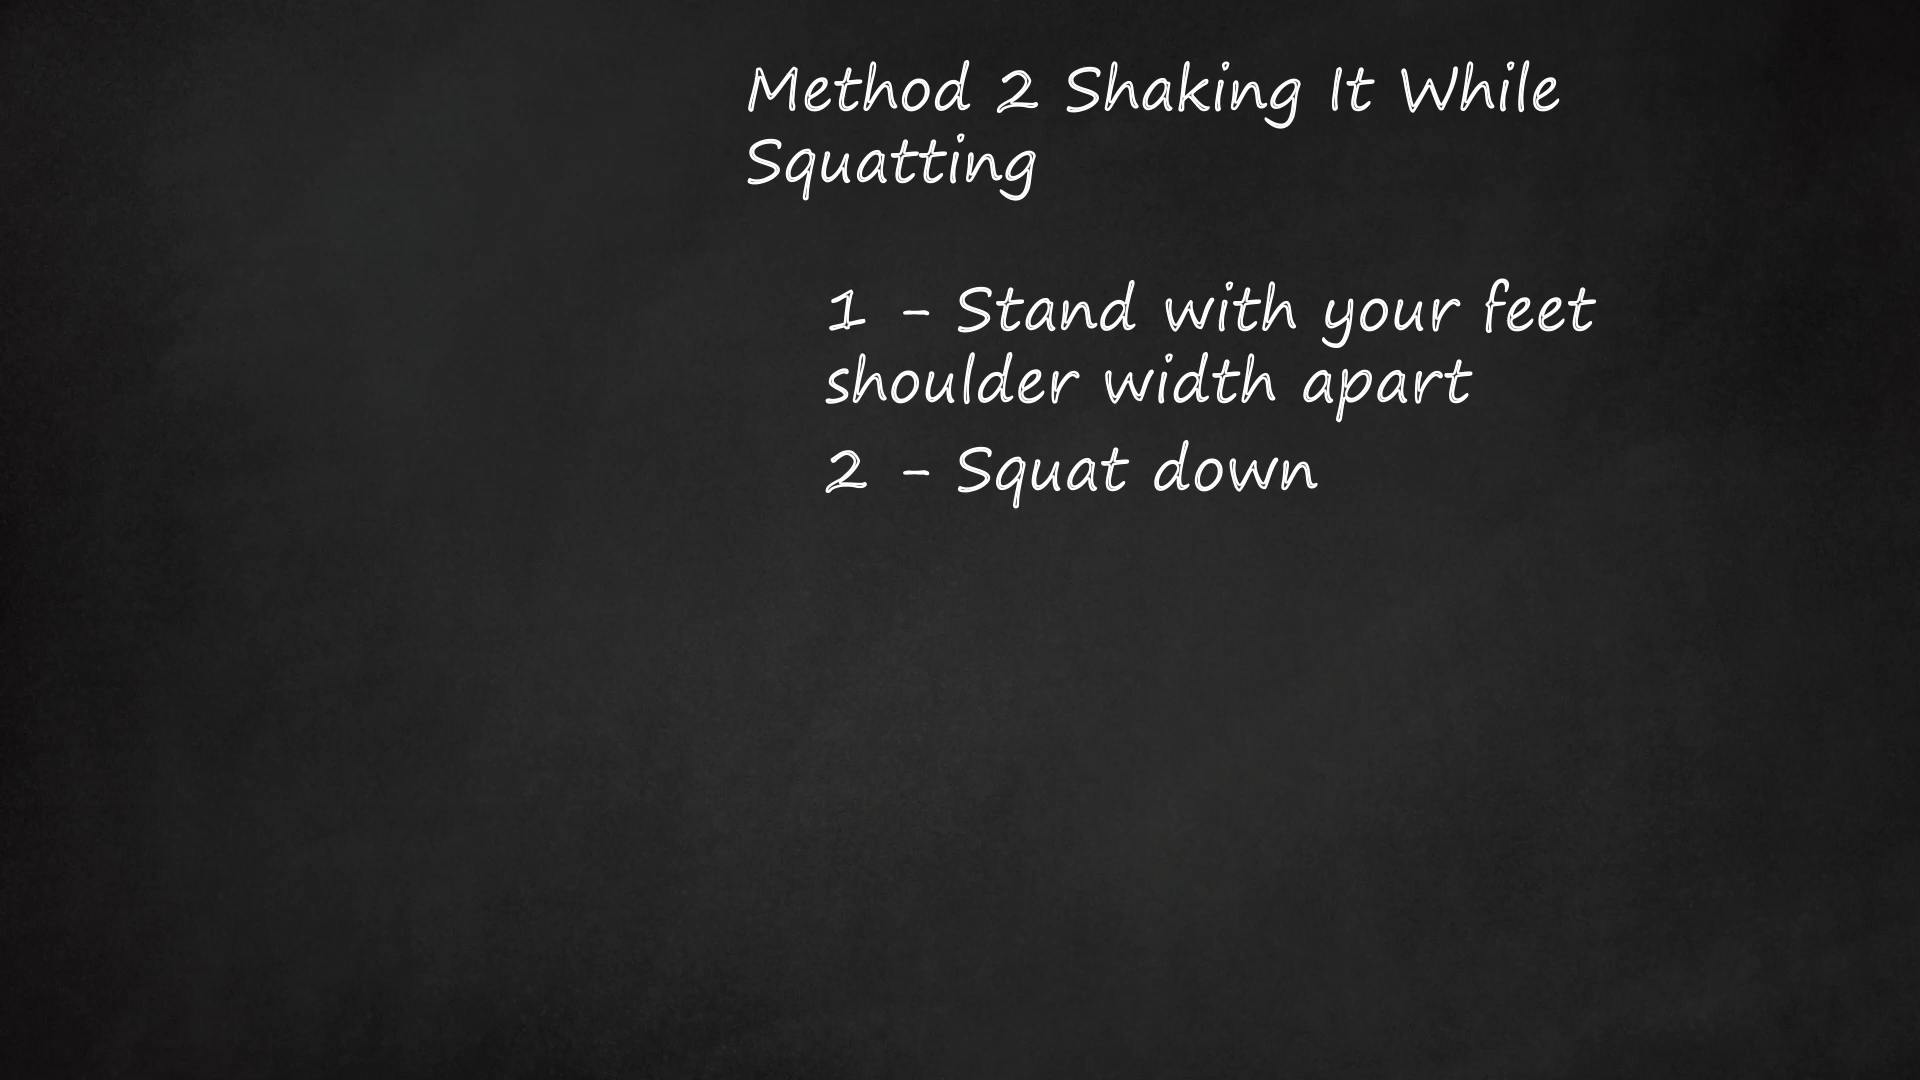 Method 2 Shaking It While
Squatting
1 - Stand with your feet
shoulder width apart
2 - Squat down